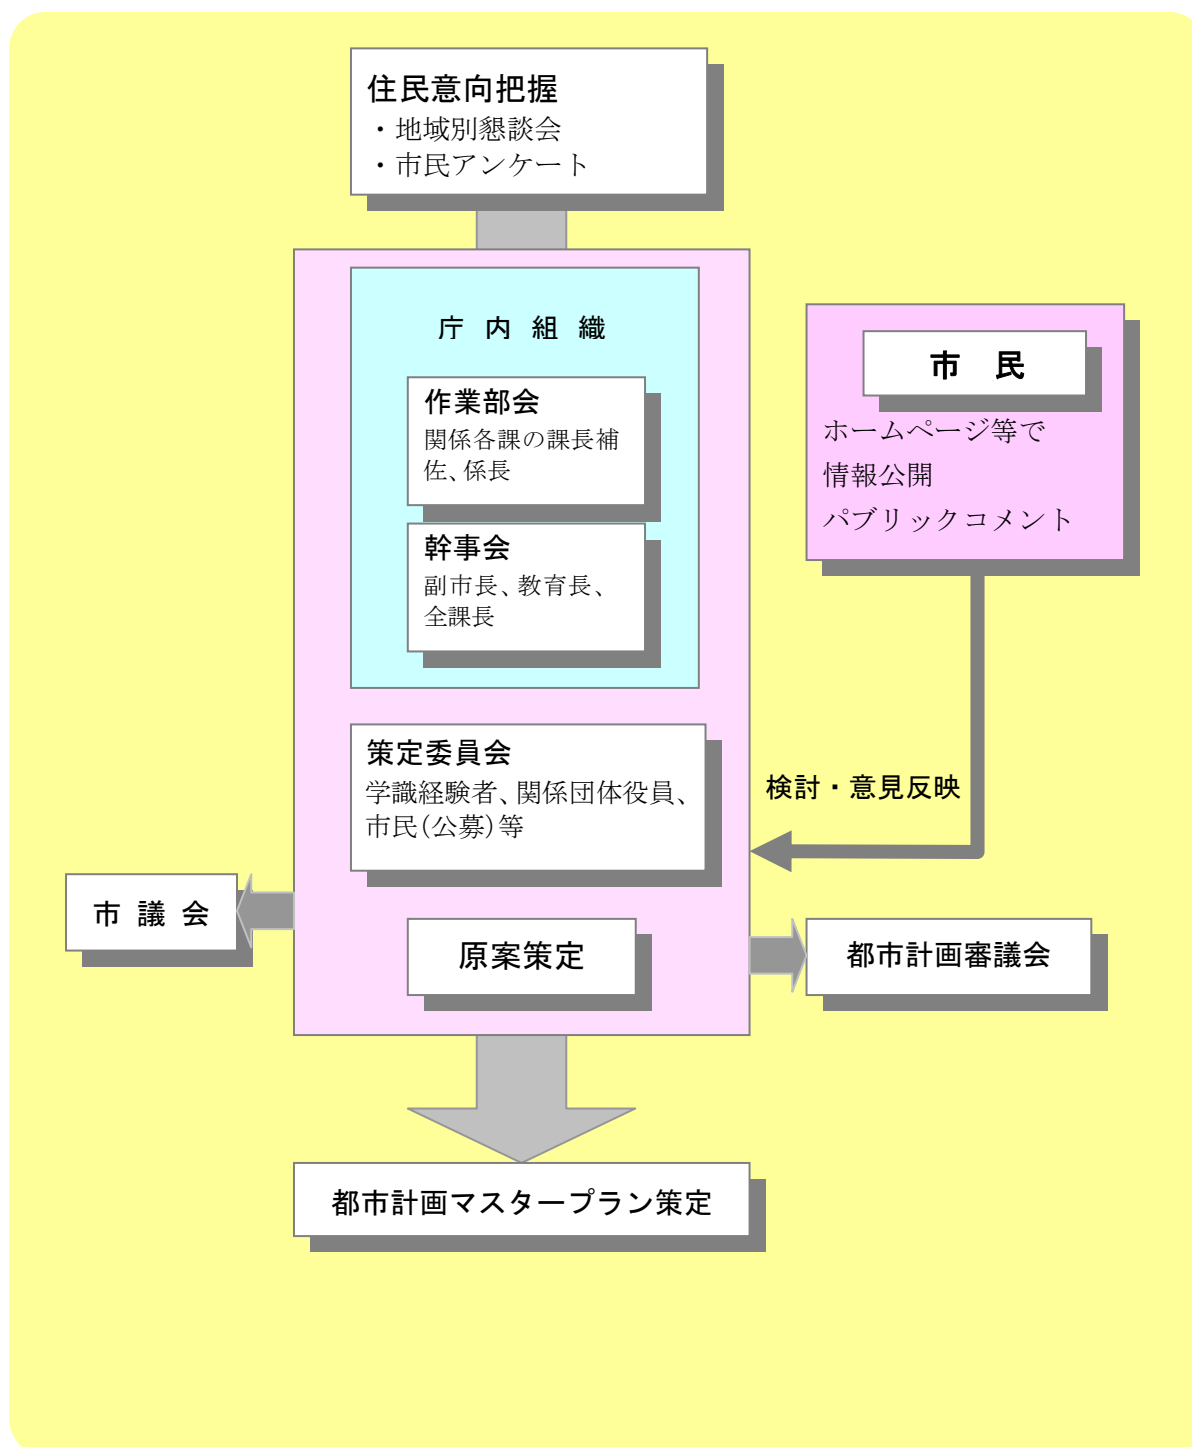 住民意向把握
・地域別懇談会
・市民アンケート
庁 内 組 織
作業部会
関係各課の課長補
佐、係長
幹事会
副市長、教育長、
全課長
市 民
ホームページ等で
情報公開
パブリックコメント
策定委員会
学識経験者、関係団体役員、
市民(公募)等
検討・意見反映
市 議 会
原案策定
都市計画審議会
都市計画マスタープラン策定